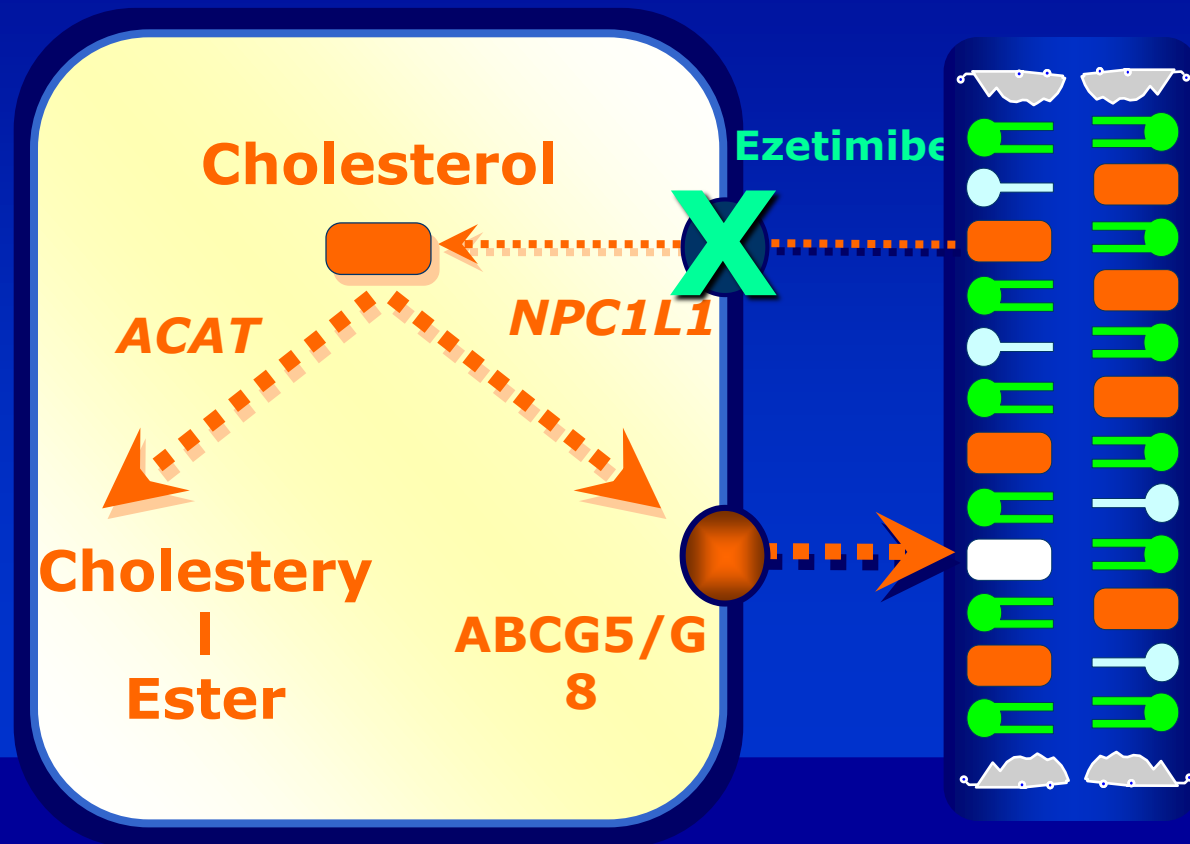 Cholesterol
Ezetimibe
X
NPC1L1
ACAT
Cholestery
l
Ester
ABCG5/G
8